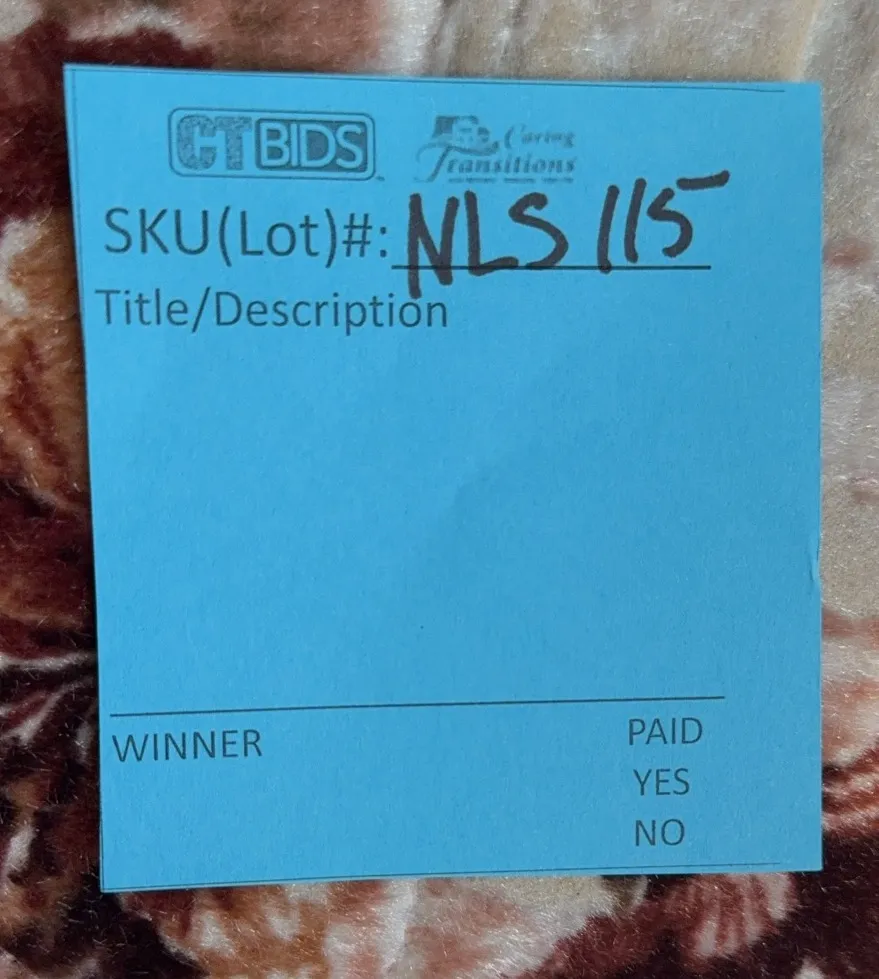 CTBIDS Caring
Transitions
SKU(Lot)#: NLS 115
Title/Description
WINNER PAID
YES
NO